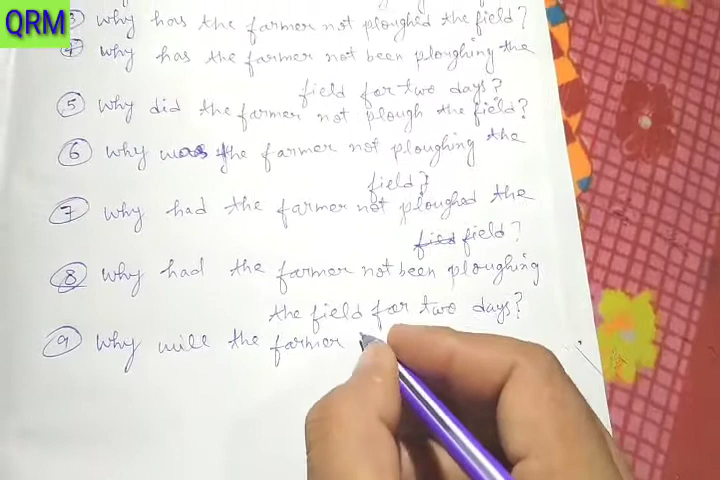 QRM
③ why has the farmer not ploughed the field?
④ why has the farmer not been ploughing the
field for two days?
⑤ why did the farmer not plough the field?
⑥ why was the farmer not ploughing the
field?
⑦ why had the farmer not ploughed the
field field?
⑧ why had the farmer not been ploughing
the field for two days?
⑨ why will the farmer